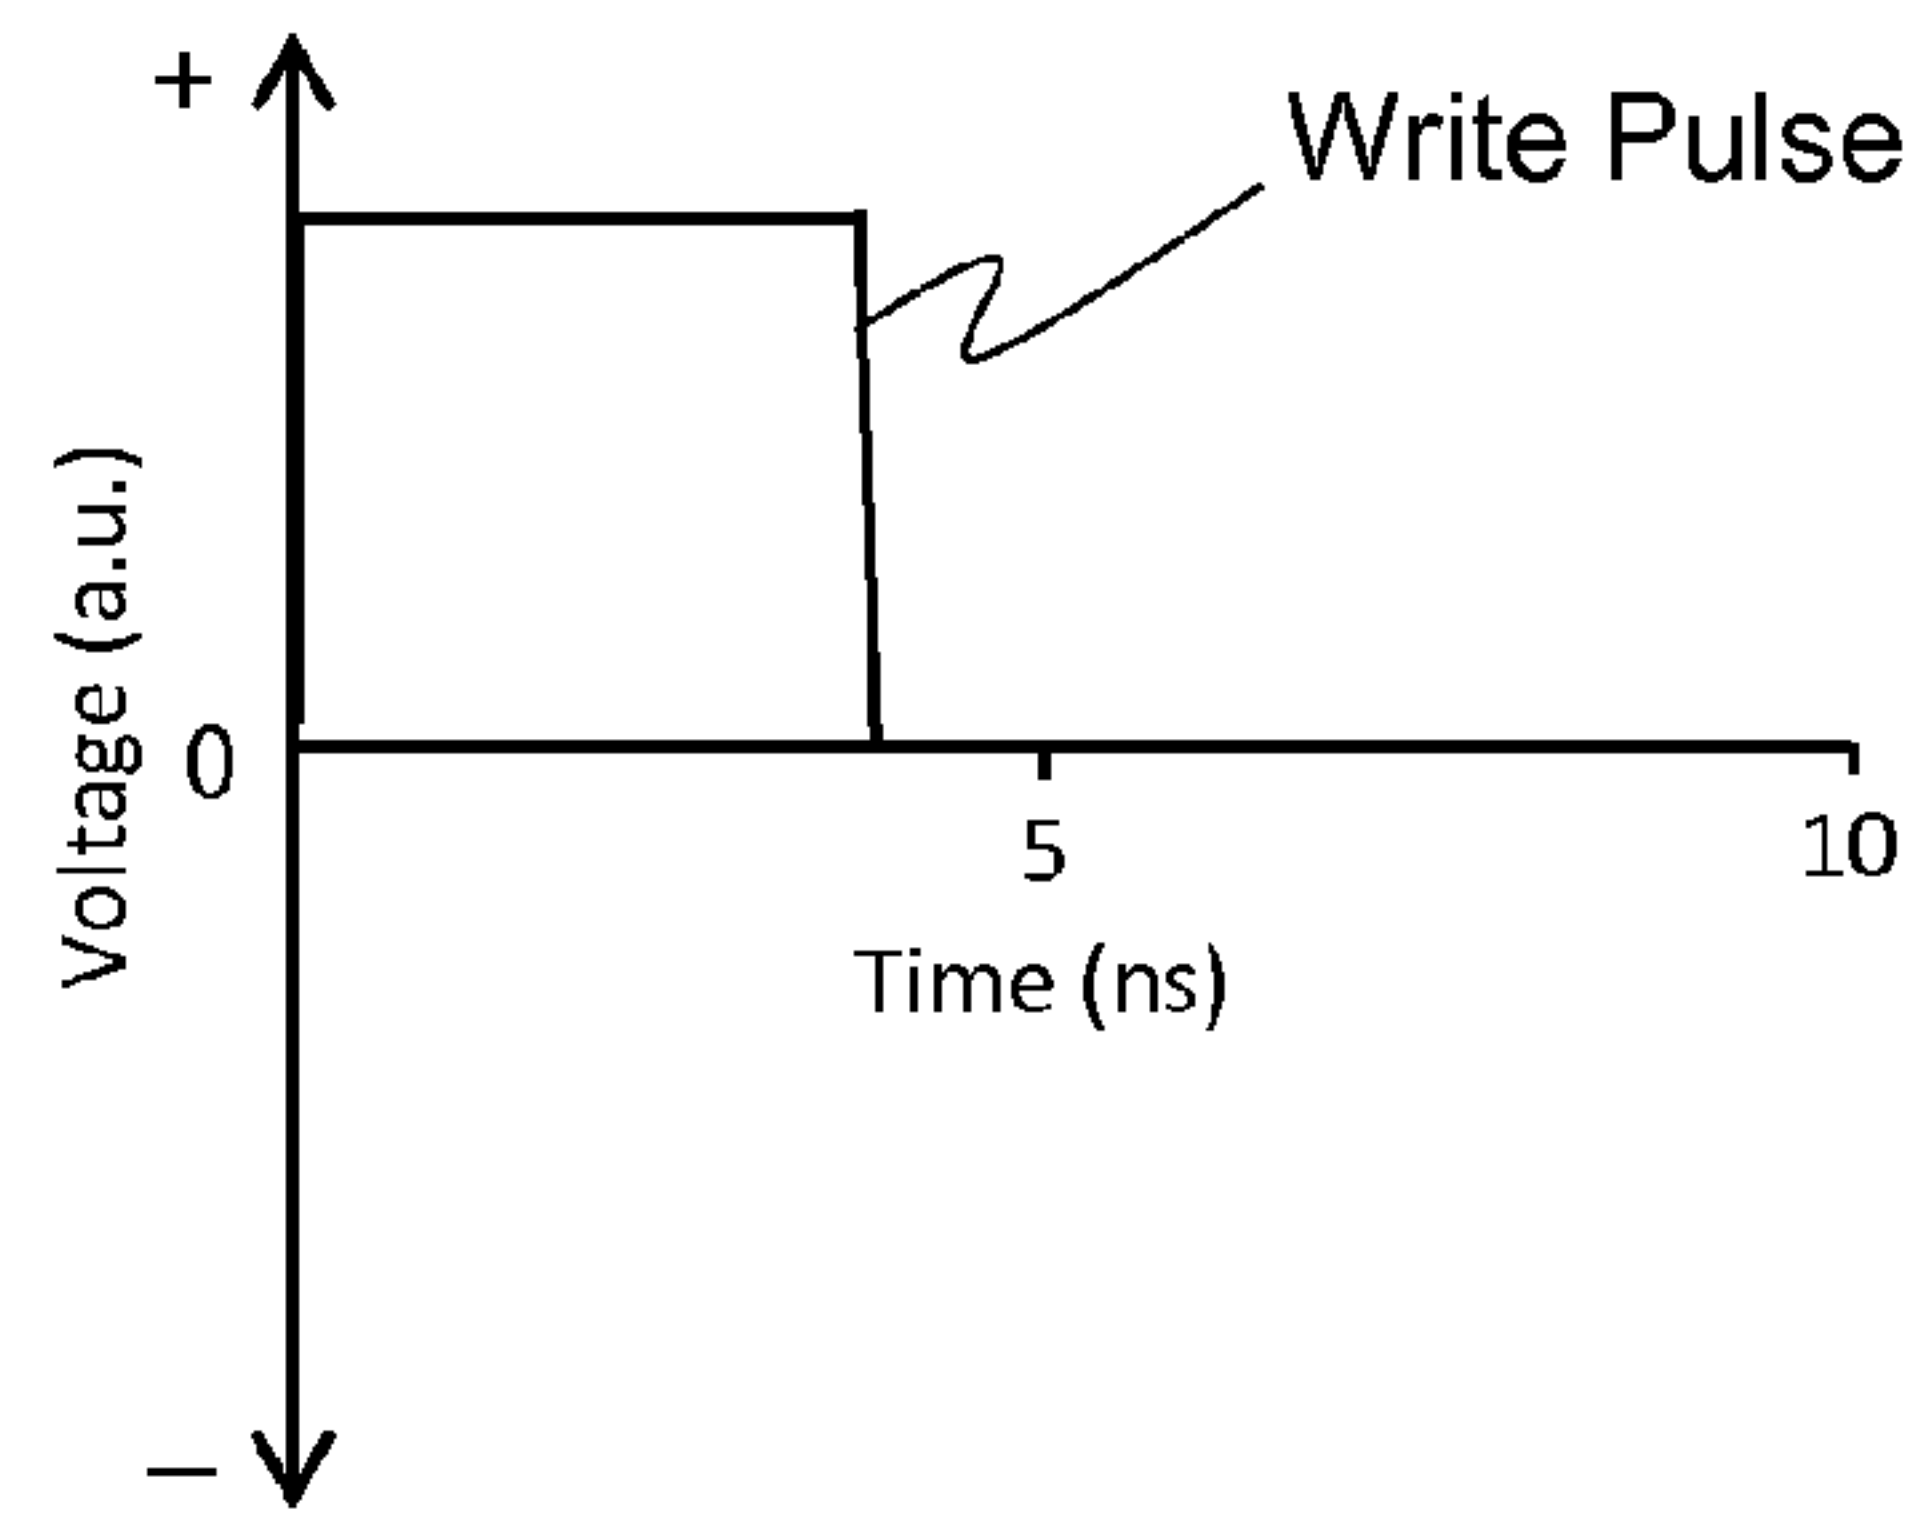 +
Write Pulse
Voltage (a.u.)
0
5
10
Time (ns)
−